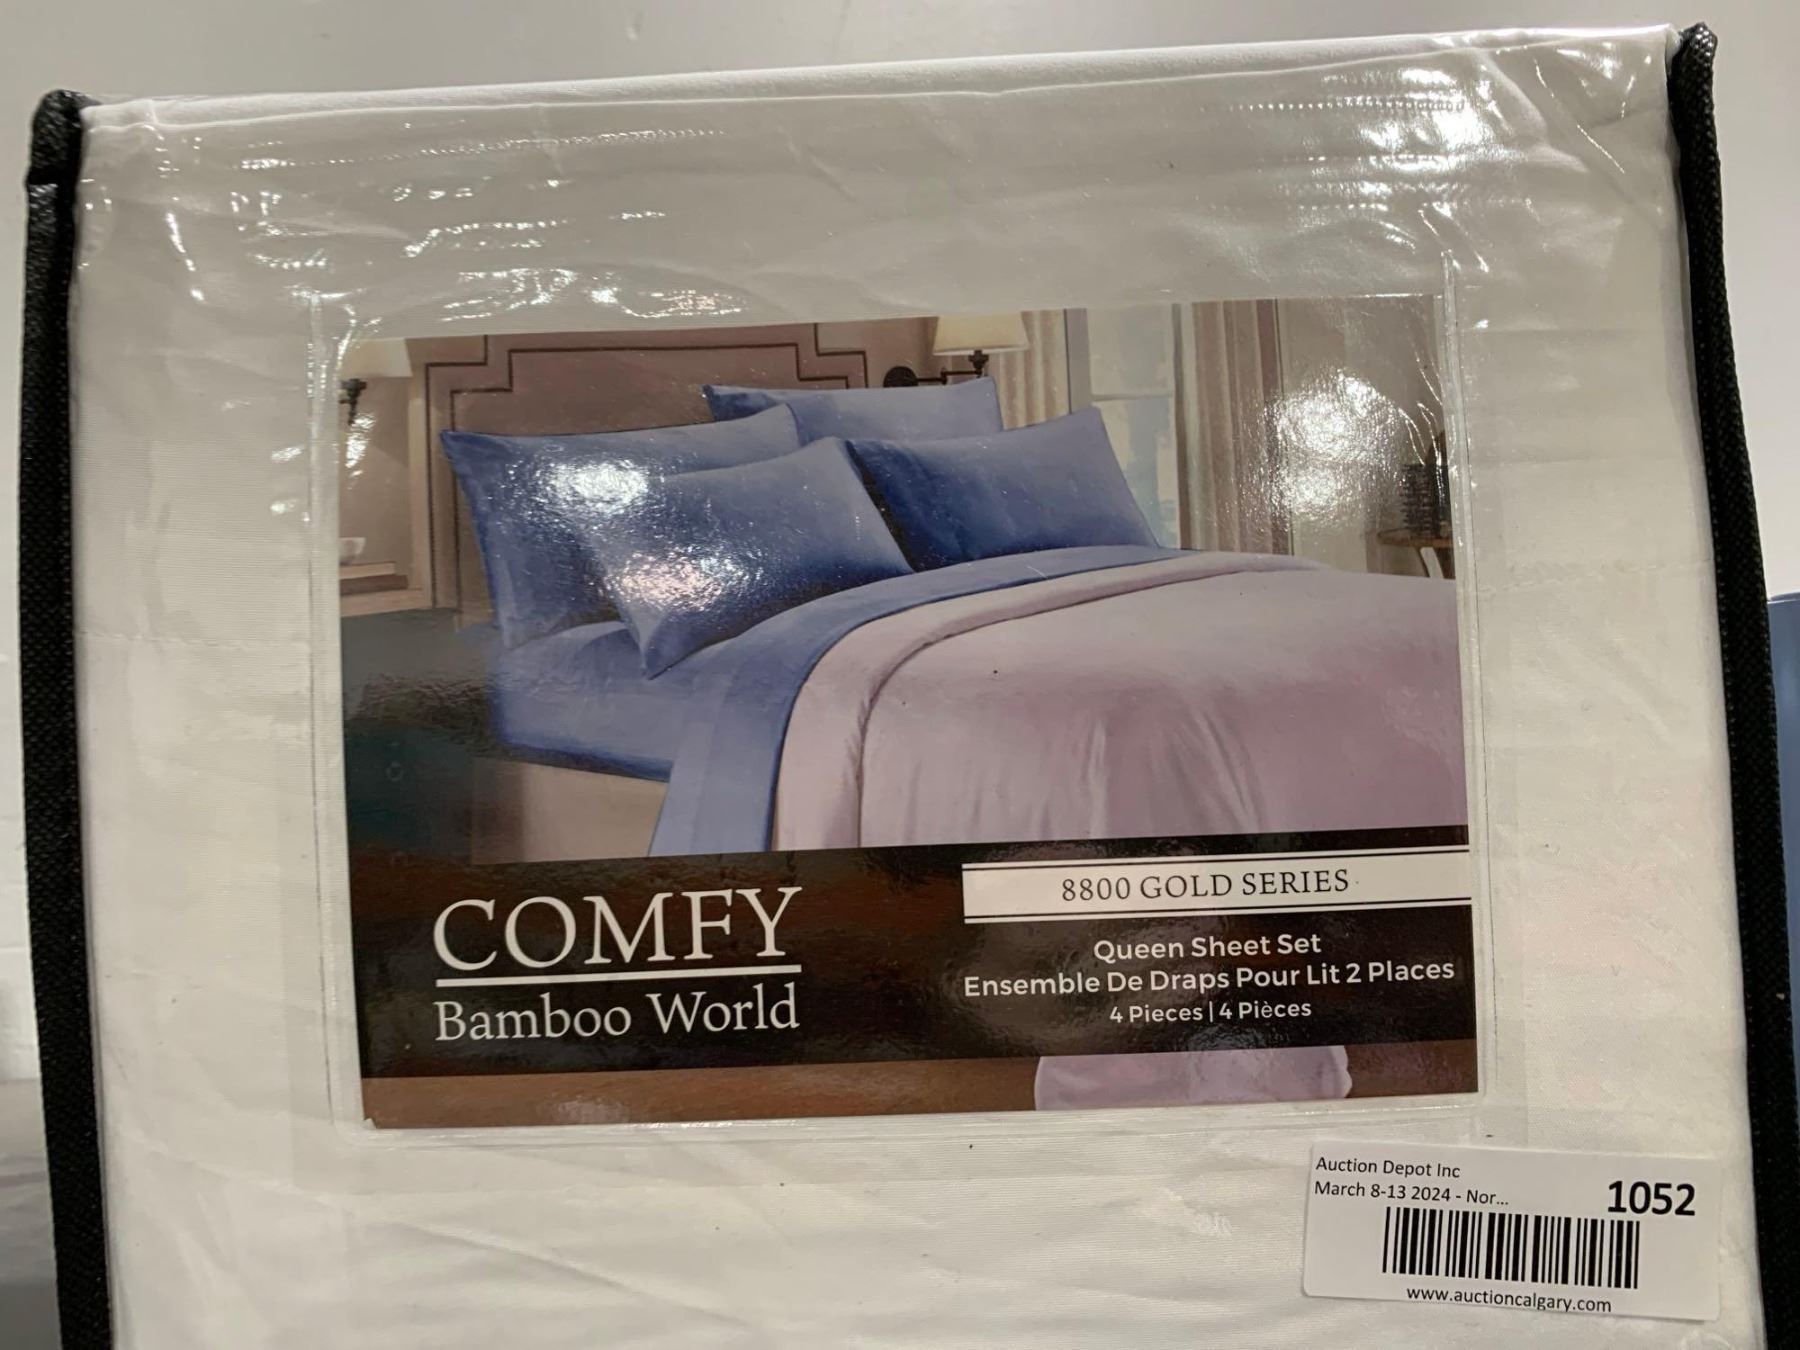 COMFY
Bamboo World
8800 GOLD SERIES
Queen Sheet Set
Ensemble De Draps Pour Lit 2 Places
4 Pieces | 4 Pièces
Auction Depot Inc
March 8-13 2024 - Nor...
1052
www.auctioncalgary.com